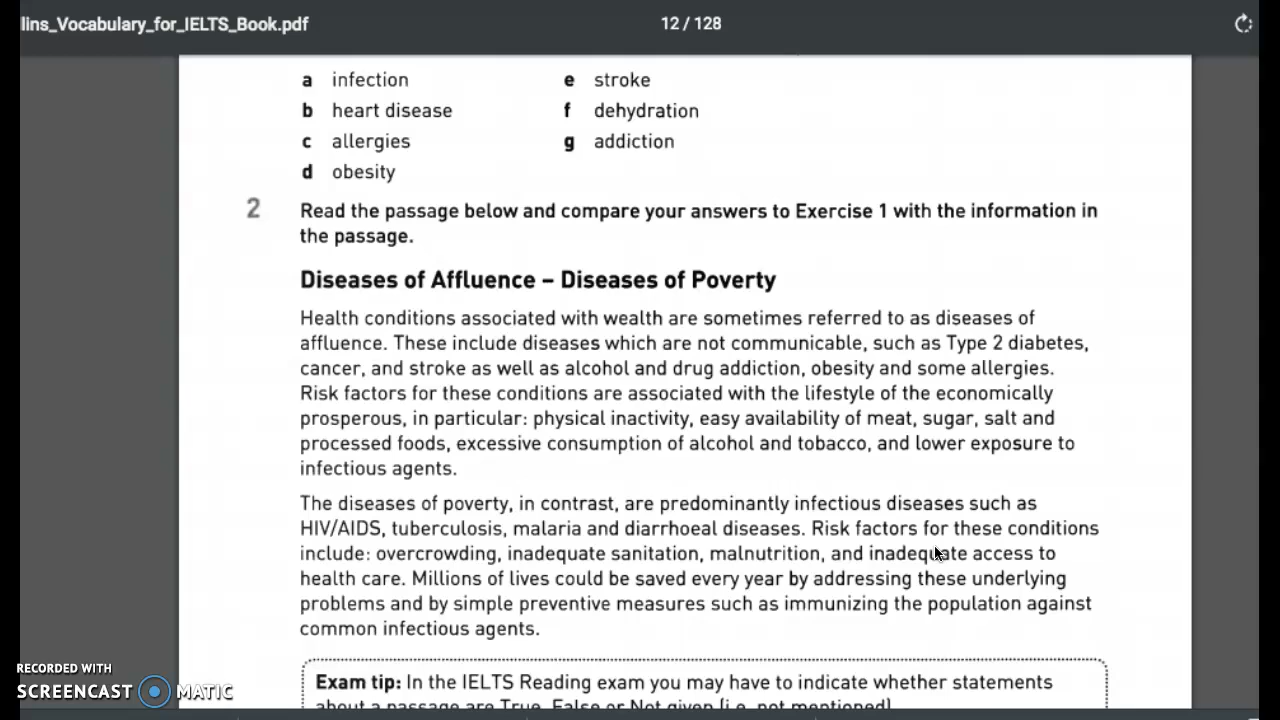 lins_Vocabulary_for_IELTS_Book.pdf 12 / 128
a infection e stroke
b heart disease f dehydration
c allergies g addiction
d obesity
2 Read the passage below and compare your answers to Exercise 1 with the information in
the passage.
Diseases of Affluence – Diseases of Poverty
Health conditions associated with wealth are sometimes referred to as diseases of
affluence. These include diseases which are not communicable, such as Type 2 diabetes,
cancer, and stroke as well as alcohol and drug addiction, obesity and some allergies.
Risk factors for these conditions are associated with the lifestyle of the economically
prosperous, in particular: physical inactivity, easy availability of meat, sugar, salt and
processed foods, excessive consumption of alcohol and tobacco, and lower exposure to
infectious agents.
The diseases of poverty, in contrast, are predominantly infectious diseases such as
HIV/AIDS, tuberculosis, malaria and diarrhoeal diseases. Risk factors for these conditions
include: overcrowding, inadequate sanitation, malnutrition, and inadequate access to
health care. Millions of lives could be saved every year by addressing these underlying
problems and by simple preventive measures such as immunizing the population against
common infectious agents.
Exam tip: In the IELTS Reading exam you may have to indicate whether statements
about a passage are True, False or Not given [i.e. not mentioned].
RECORDED WITH
SCREENCAST MATIC